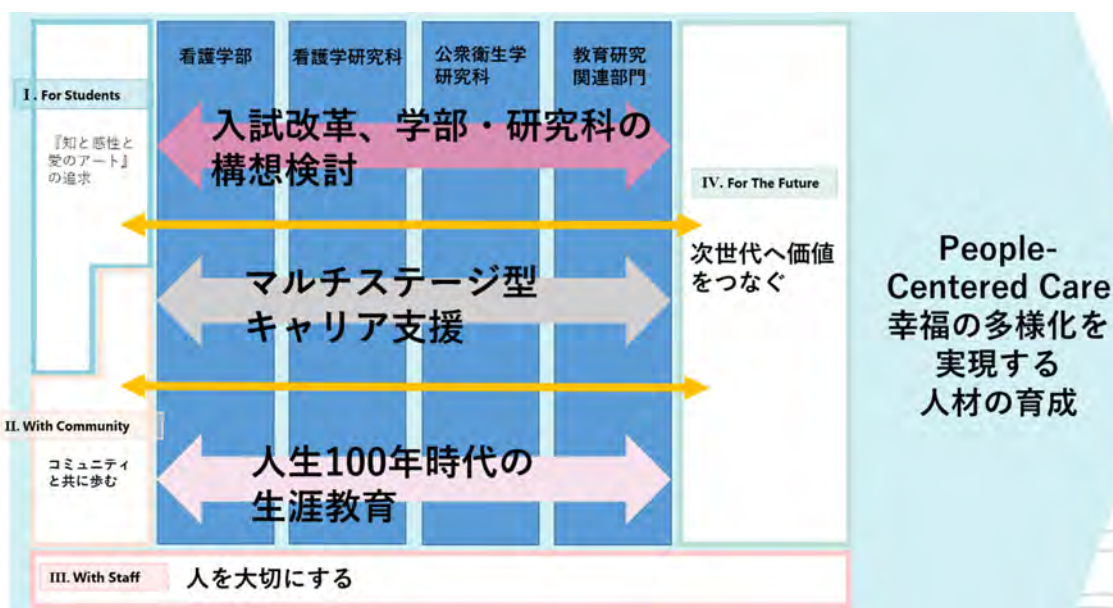 看護学部
看護学研究科
公衆衛生学
研究科
教育研究
関連部門
I. For Students
『知と感性と
愛のアート』
の追求
入試改革、学部・研究科の
構想検討
IV. For The Future
次世代へ価値
をつなぐ
マルチステージ型
キャリア支援
II. With Community
コミュニティ
と共に歩む
人生100年時代の
生涯教育
III. With Staff
人を大切にする
People-
Centered Care
幸福の多様化を
実現する
人材の育成